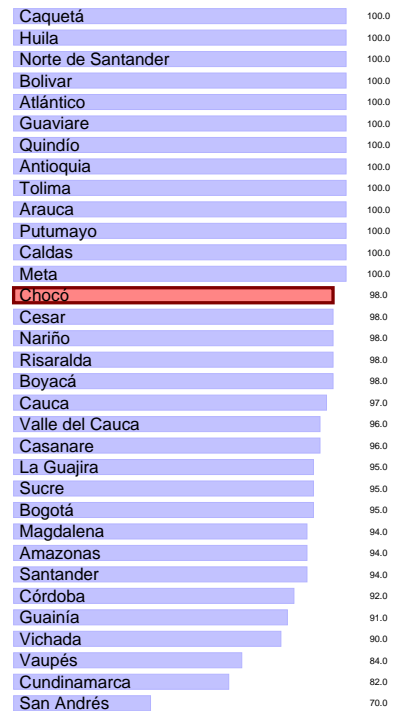 Caquetá 100.0
Huila 100.0
Norte de Santander 100.0
Bolivar 100.0
Atlántico 100.0
Guaviare 100.0
Quindío 100.0
Antioquia 100.0
Tolima 100.0
Arauca 100.0
Putumayo 100.0
Caldas 100.0
Meta 100.0
Chocó 98.0
Cesar 98.0
Nariño 98.0
Risaralda 98.0
Boyacá 98.0
Cauca 97.0
Valle del Cauca 96.0
Casanare 96.0
La Guajira 95.0
Sucre 95.0
Bogotá 95.0
Magdalena 94.0
Amazonas 94.0
Santander 94.0
Córdoba 92.0
Guainía 91.0
Vichada 90.0
Vaupés 84.0
Cundinamarca 82.0
San Andrés 70.0